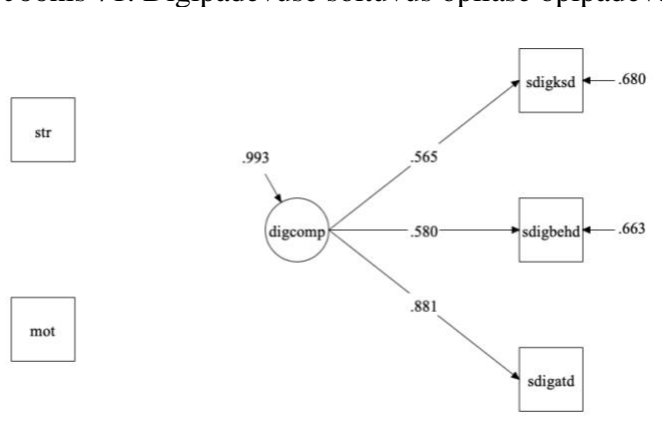 sdigksd
.680
str
.993
.565
digcomp
.580
sdigbehd
.663
.881
mot
sdigatd